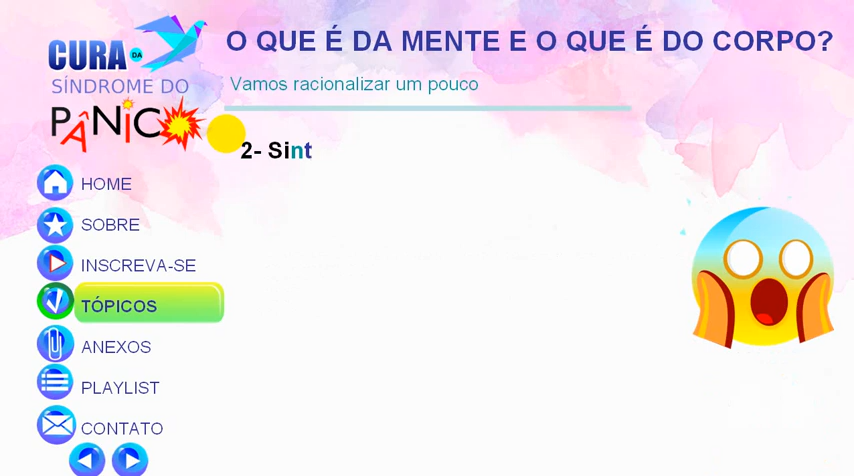 O QUE É DA MENTE E O QUE É DO CORPO?
Vamos racionalizar um pouco
2- Sint
CURA DA
SÍNDROME DO
PÂNICO
HOME
SOBRE
INSCREVA-SE
TÓPICOS
ANEXOS
PLAYLIST
CONTATO